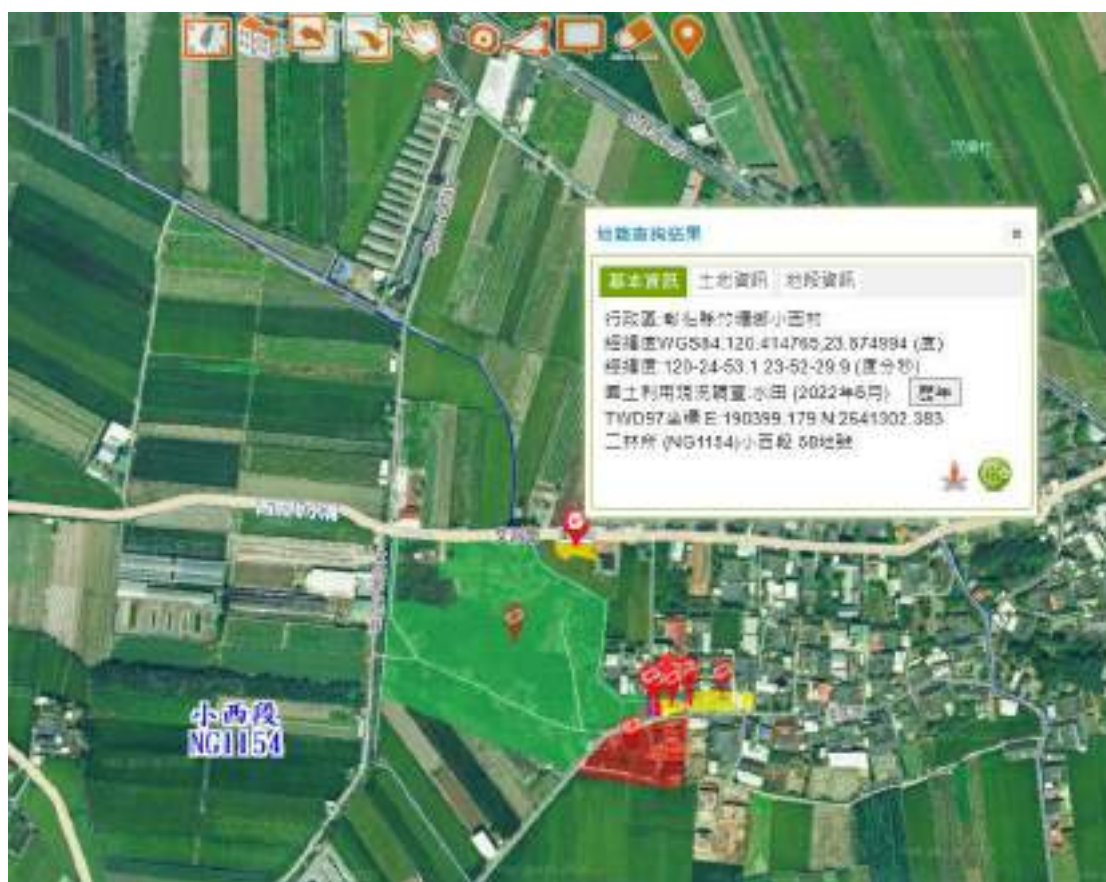 地籍查詢結果
基本資訊 土地資訊 地段資訊
行政區:彰化縣竹塘鄉小西村
經緯度WGS84:120.414765,23.874994 (度)
經緯度:120-24-53.1 23-52-29.9 (度分秒)
國土利用現況調查:水田 (2022年6月) 歷年
TWD97坐標 E:190399.179 N:2641302.383
二林所 (NG1154)小西段
小西段
NG1154